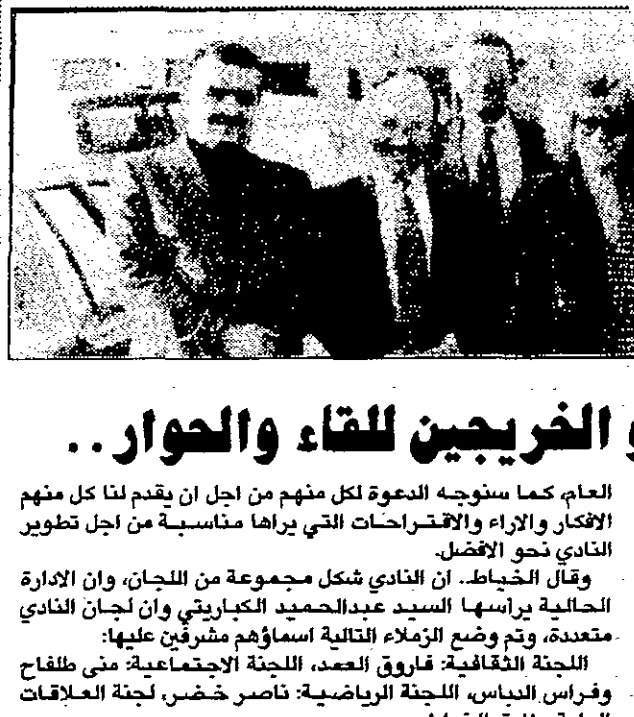 الخريجين للقاء والحوار..
العام، كما سنوجه الدعوة لكل منهم من اجل ان يقدم لنا كل منهم
الافكار والاراء والاقتراحات التي يراها مناسبة من اجل تطوير
النادي نحو الافضل.
وقال الخياط.. ان النادي شكل مجموعة من اللجان، وان الادارة
الحالية يراسها السيد عبدالحميد الكباريتي وان لجان النادي
متعددة، وتم وضع الزملاء التالية اسماؤهم مشرفين عليها:
اللجنة الثقافية: فاروق العمد، اللجنة الاجتماعية: منى طلفاح
وفراس الدباس، اللجنة الرياضية: ناصر خضر، لجنة العلاقات